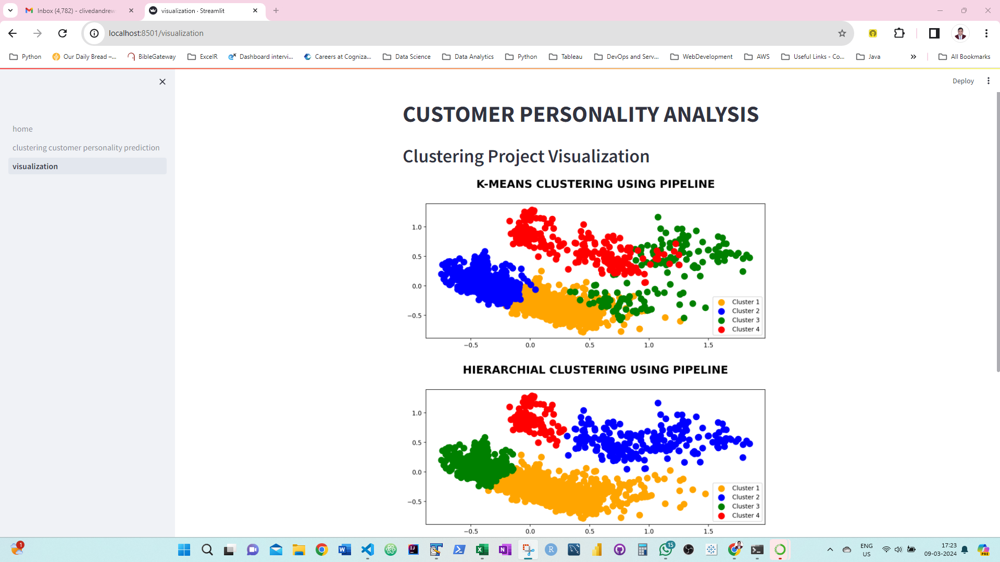 Inbox (4,782) - clivedandrew
visualization · Streamlit
localhost:8501/visualization
Python
Our Daily Bread –...
BibleGateway
ExcelR
Dashboard intervi...
Careers at Cogniza...
Data Science
Data Analytics
Python
Tableau
DevOps and Serv...
WebDevelopment
AWS
Useful Links - Co...
Java
All Bookmarks
Deploy
home
clustering customer personality prediction
visualization
CUSTOMER PERSONALITY ANALYSIS
Clustering Project Visualization
K-MEANS CLUSTERING USING PIPELINE
1.0
0.5
0.0
−0.5
Cluster 1
Cluster 2
Cluster 3
Cluster 4
−0.5 0.0 0.5 1.0 1.5
HIERARCHIAL CLUSTERING USING PIPELINE
1.0
0.5
0.0
−0.5
Cluster 1
Cluster 2
Cluster 3
Cluster 4
−0.5 0.0 0.5 1.0 1.5
1
15
ENG
US
17:23
09-03-2024
PRE